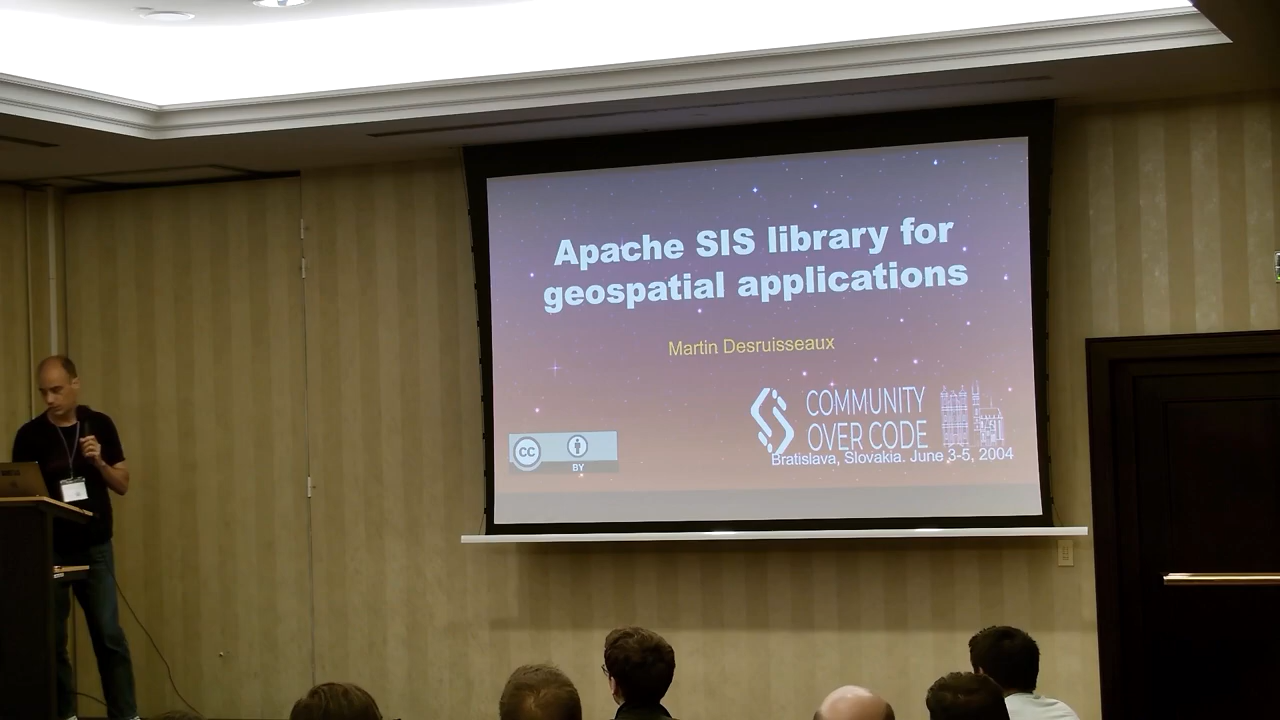 Apache SIS library for
geospatial applications
Martin Desruisseaux
COMMUNITY
OVER CODE
Bratislava, Slovakia. June 3-5, 2004
CC
BY